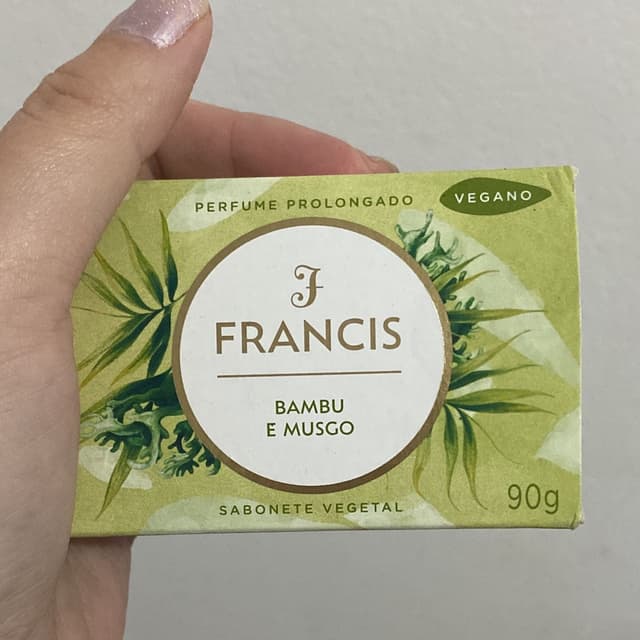 PERFUME PROLONGADO
VEGANO
F
FRANCIS
BAMBU
E MUSGO
SABONETE VEGETAL
90g